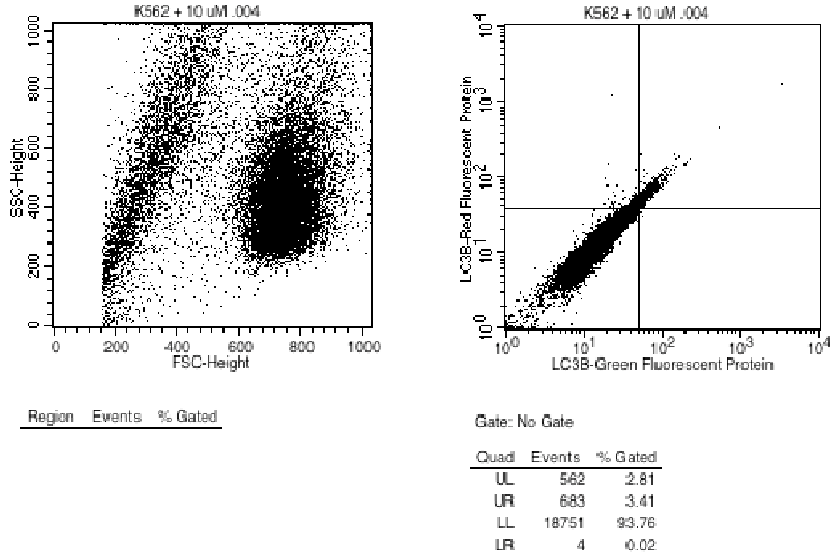 K562 + 10 uM .004
1000
800
600
400
200
0
SSC-Height
0 200 400 600 800 1000
FSC-Height
Region Events % Gated
K562 + 10 uM .004
10^4
10^3
10^2
10^1
10^0
LC3B-Red Fluorescent Protein
10^0 10^1 10^2 10^3 10^4
LC3B-Green Fluorescent Protein
Gate: No Gate
Quad Events % Gated
UL 562 2.81
UR 683 3.41
LL 18751 93.76
LR 4 0.02